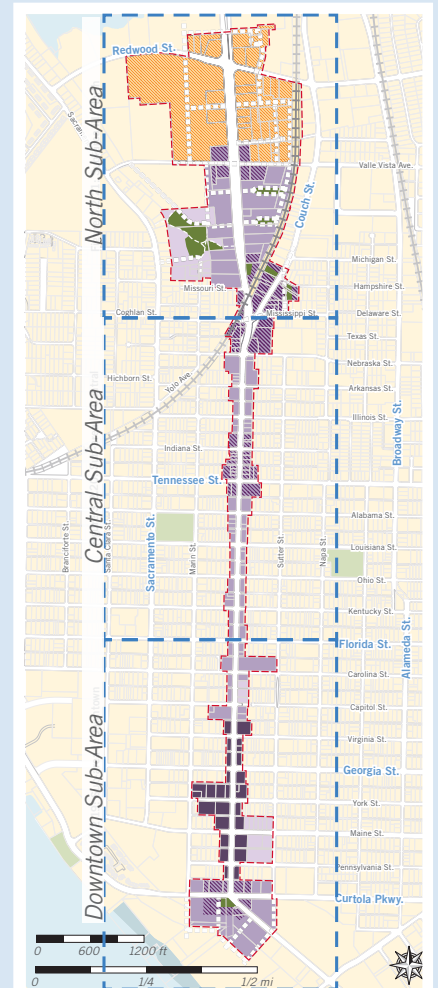 Redwood St.
Sacram
North Sub-Area
Valle Vista Ave.
Couch St.
Michigan St.
Hampshire St.
Missouri St.
Coghlan St.
Mississippi St.
Delaware St.
Texas St.
Nebraska St.
Yolo Ave.
Hichborn St.
Arkansas St.
Illinois St.
Broadway St.
Indiana St.
Central Sub-Area
Tennessee St.
Branciforte St.
Santa Clara St.
Sacramento St.
Marin St.
Sutter St.
Napa St.
Alabama St.
Louisiana St.
Ohio St.
Kentucky St.
Florida St.
Alameda St.
Carolina St.
Capitol St.
Virginia St.
Downtown Sub-Area
Georgia St.
York St.
Maine St.
Pennsylvania St.
Curtola Pkwy.
0 600 1200 ft
0 1/4 1/2 mi